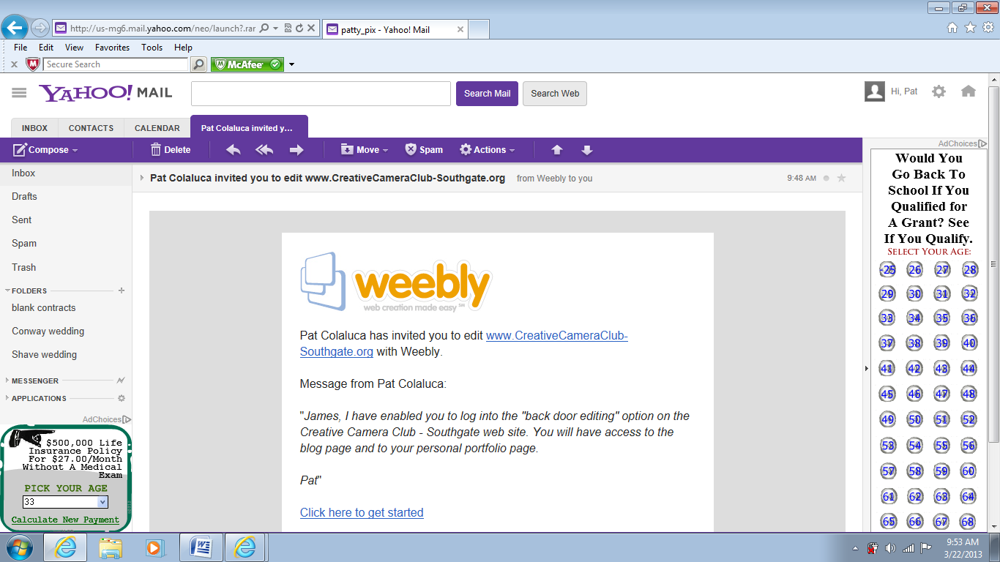 http://us-mg6.mail.yahoo.com/neo/launch?.rar
patty_pix - Yahoo! Mail
File Edit View Favorites Tools Help
x Secure Search McAfee
YAHOO! MAIL
Search Mail Search Web
Hi, Pat
INBOX CONTACTS CALENDAR Pat Colaluca invited y...
Compose Delete Move Spam Actions
AdChoices
Inbox
Drafts
Sent
Spam
Trash
FOLDERS +
blank contracts
Conway wedding
Shave wedding
MESSENGER
APPLICATIONS
AdChoices
$500,000 Life
Insurance Policy
For $27.00/Month
Without A Medical
Exam
PICK YOUR AGE
33
Calculate New Payment
Pat Colaluca invited you to edit www.CreativeCameraClub-Southgate.org from Weebly to you 9:48 AM
weebly
web creation made easy SM
Pat Colaluca has invited you to edit www.CreativeCameraClub-
Southgate.org with Weebly.
Message from Pat Colaluca:
"James, I have enabled you to log into the "back door editing" option on the
Creative Camera Club - Southgate web site. You will have access to the
blog page and to your personal portfolio page.
Pat"
Click here to get started
Would You
Go Back To
School If You
Qualified for
A Grant? See
If You Qualify.
SELECT YOUR AGE:
-25 26 27 28
29 30 31 32
33 34 35 36
37 38 39 40
41 42 43 44
45 46 47 48
49 50 51 52
53 54 55 56
57 58 59 60
61 62 63 64
65 66 67 68
9:53 AM
3/22/2013